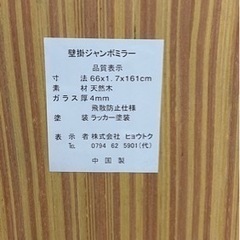 壁掛ジャンボミラー
品質表示
寸 法 66x1.7x161cm
素 材 天然木
ガラス厚 4mm
飛散防止仕様
塗 装 ラッカー塗装
表 示 者 株式会社 ヒョウトク
℡ 0794 62 5901(代)
中 国 製